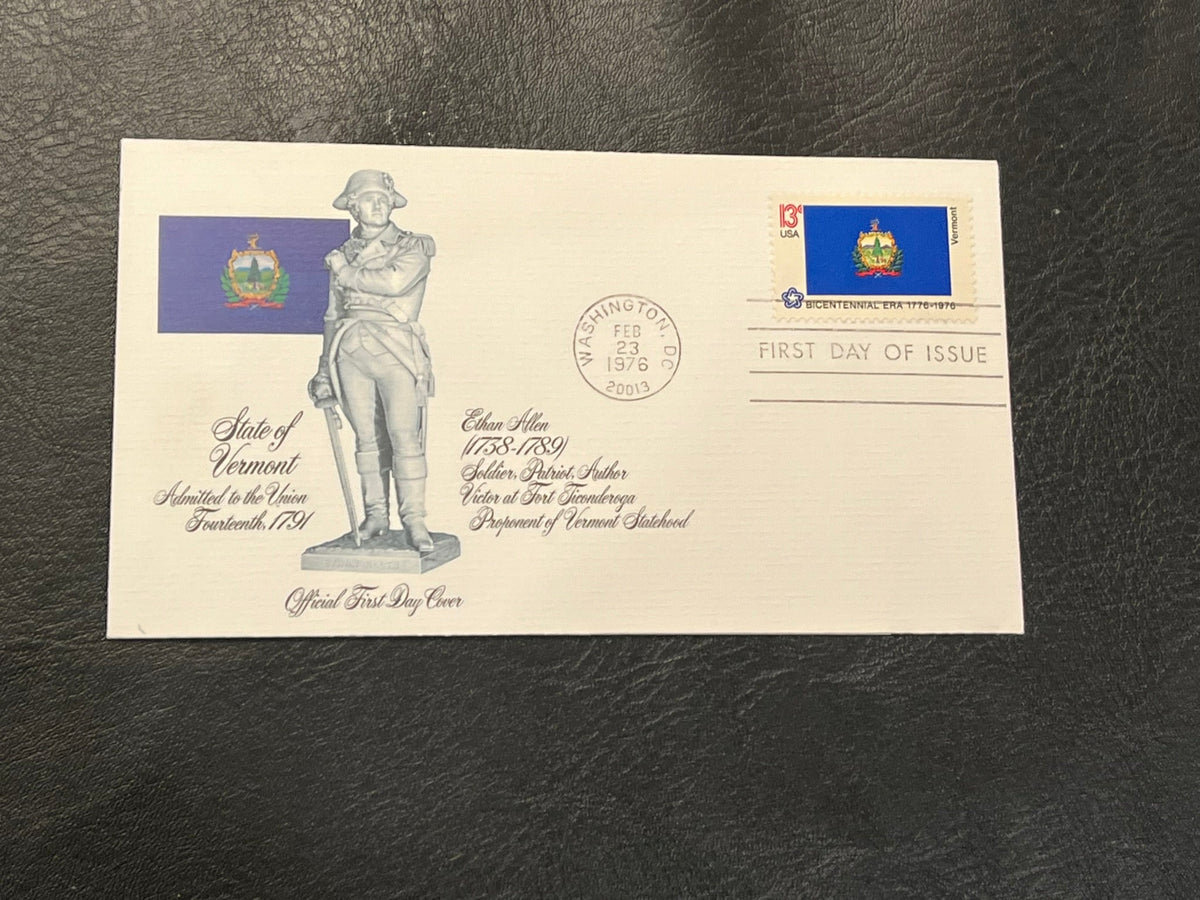 13¢
USA
Vermont
BICENTENNIAL ERA 1776-1976
WASHINGTON, DC
FEB
23
1976
20013
FIRST DAY OF ISSUE
State of
Vermont
Admitted to the Union
Fourteenth, 1791
Ethan Allen
(1738-1789)
Soldier, Patriot, Author
Victor at Fort Ticonderoga
Proponent of Vermont Statehood
Official First Day Cover